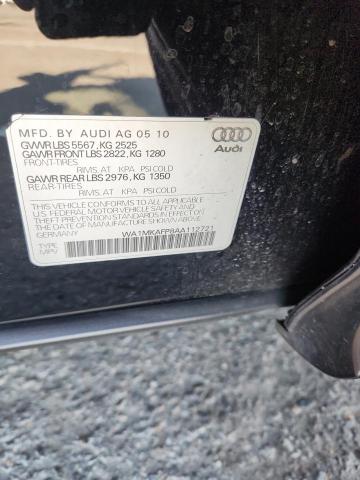 MFD. BY AUDI AG 05 10
GVWR LBS 5567, KG 2525
GAWR FRONT LBS 2822, KG 1280
FRONT-TIRES
RIMS, AT KPA PSI COLD
GAWR REAR LBS 2976, KG 1350
REAR-TIRES
RIMS, AT KPA PSI COLD
THIS VEHICLE CONFORMS TO ALL APPLICABLE
U.S. FEDERAL MOTOR VEHICLE SAFETY AND
THEFT PREVENTION STANDARDS IN EFFECT ON
THE DATE OF MANUFACTURE SHOWN ABOVE
WA1MKAFP8AA112721
TYPE
Audi